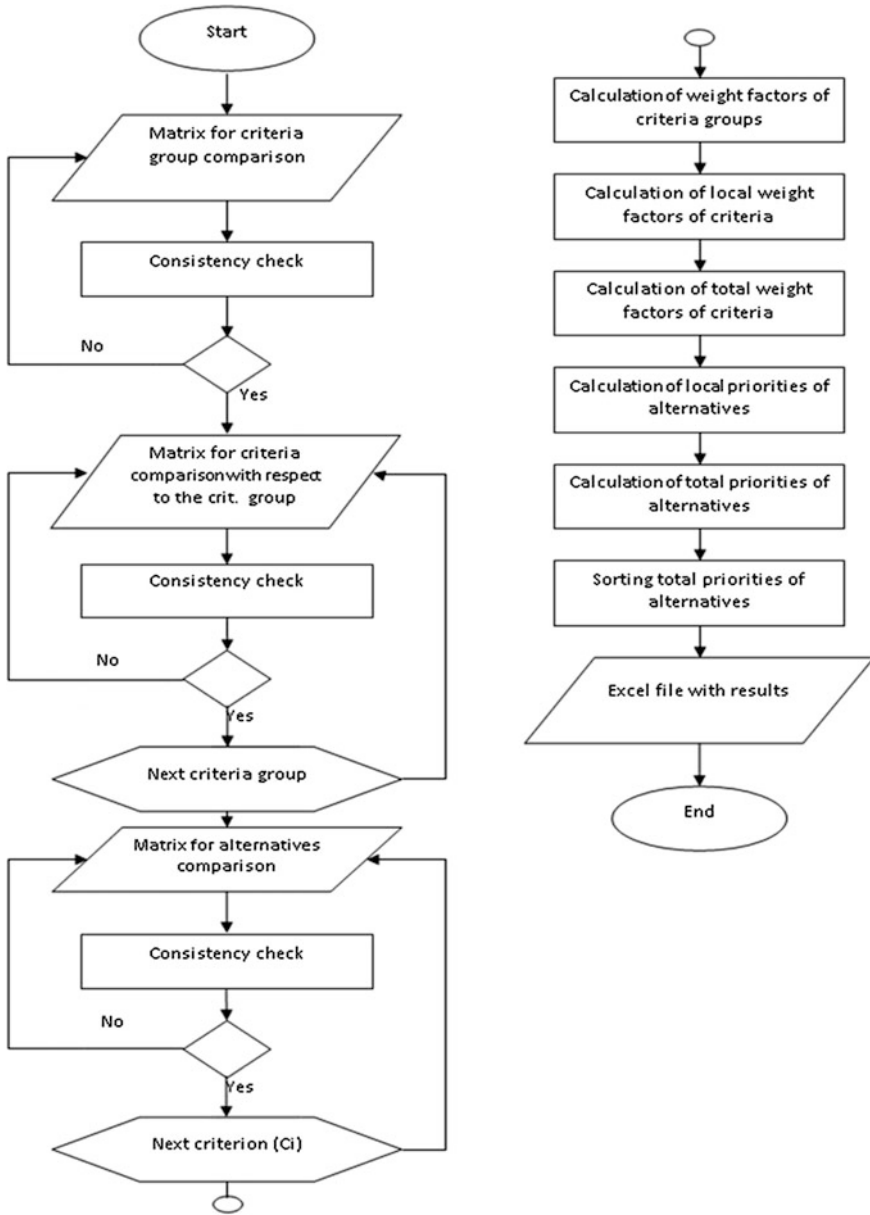 Start
Matrix for criteria
group comparison
Consistency check
No
Yes
Matrix for criteria
comparison with respect
to the crit. group
Consistency check
No
Yes
Next criteria group
Matrix for alternatives
comparison
Consistency check
No
Yes
Next criterion (Ci)
Calculation of weight factors of
criteria groups
Calculation of local weight
factors of criteria
Calculation of total weight
factors of criteria
Calculation of local priorities of
alternatives
Calculation of total priorities of
alternatives
Sorting total priorities of
alternatives
Excel file with results
End